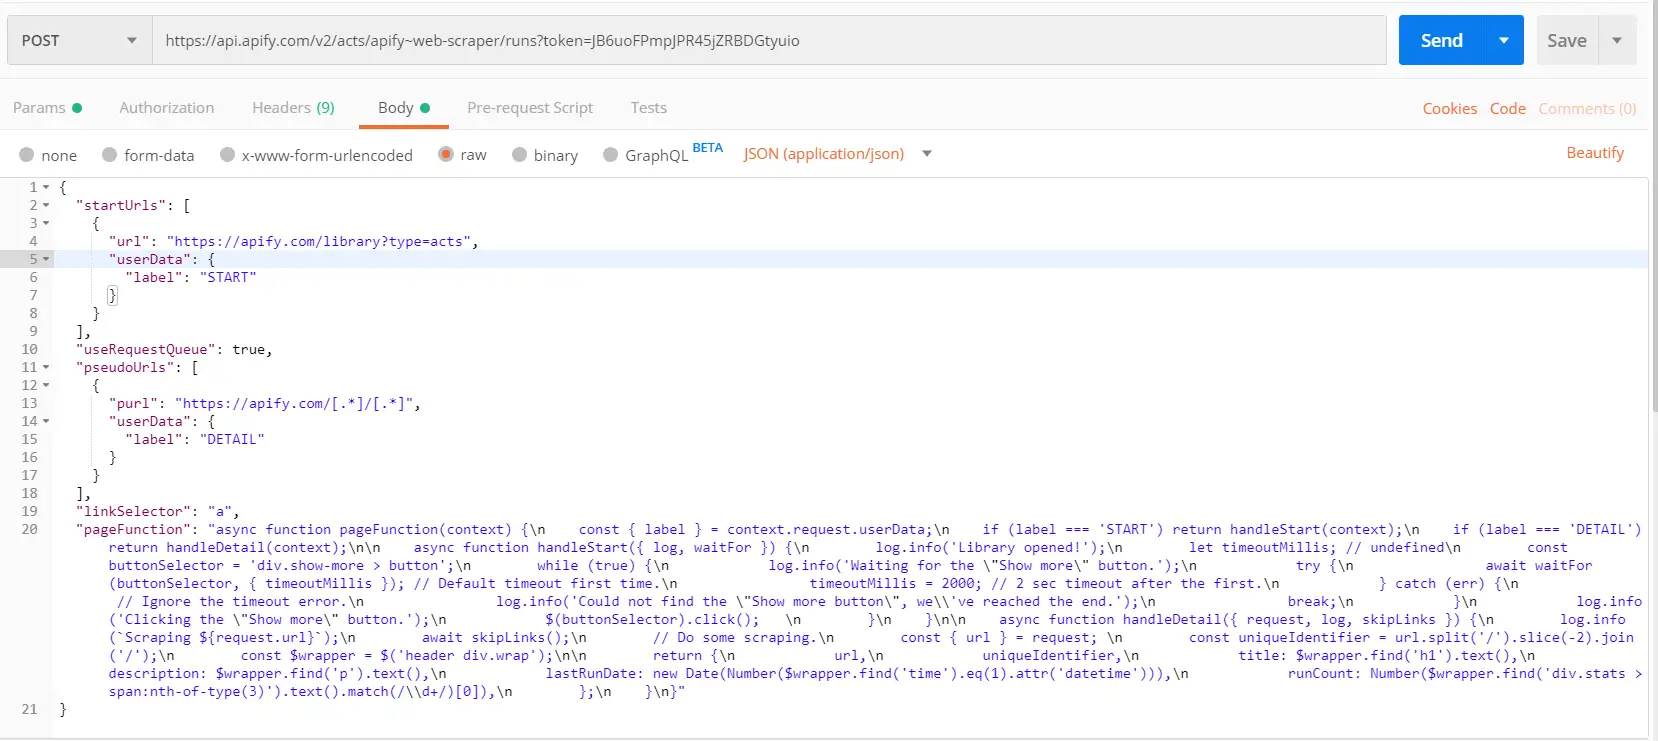 POST https://api.apify.com/v2/acts/apify~web-scraper/runs?token=JB6uoFPmpJPR45jZRBDGtyuio Send Save
Params Authorization Headers (9) Body Pre-request Script Tests Cookies Code Comments (0)
none form-data x-www-form-urlencoded raw binary GraphQL BETA JSON (application/json) Beautify
1 {
2 "startUrls": [
3 {
4 "url": "https://apify.com/library?type=acts",
5 "userData": {
6 "label": "START"
7 }
8 }
9 ],
10 "useRequestQueue": true,
11 "pseudoUrls": [
12 {
13 "purl": "https://apify.com/[.*]/[.*]",
14 "userData": {
15 "label": "DETAIL"
16 }
17 }
18 ],
19 "linkSelector": "a",
20 "pageFunction": "async function pageFunction(context) {\n const { label } = context.request.userData;\n if (label === 'START') return handleStart(context);\n if (label === 'DETAIL')
return handleDetail(context);\n\n async function handleStart({ log, waitFor }) {\n log.info('Library opened!');\n let timeoutMillis; // undefined\n const
buttonSelector = 'div.show-more > button';\n while (true) {\n log.info('Waiting for the \"Show more\" button.');\n try {\n await waitFor
(buttonSelector, { timeoutMillis }); // Default timeout first time.\n timeoutMillis = 2000; // 2 sec timeout after the first.\n } catch (err) {\n
// Ignore the timeout error.\n log.info('Could not find the \"Show more button\", we\\'ve reached the end.');\n break;\n }\n log.info
('Clicking the \"Show more\" button.');\n $(buttonSelector).click(); \n }\n }\n\n async function handleDetail({ request, log, skipLinks }) {\n log.info
(`Scraping ${request.url}`);\n await skipLinks();\n // Do some scraping.\n const { url } = request; \n const uniqueIdentifier = url.split('/').slice(-2).join
('/');\n const $wrapper = $('header div.wrap');\n\n return {\n url,\n uniqueIdentifier,\n title: $wrapper.find('h1').text(),\n
description: $wrapper.find('p').text(),\n lastRunDate: new Date(Number($wrapper.find('time').eq(1).attr('datetime'))),\n runCount: Number($wrapper.find('div.stats >
span:nth-of-type(3)').text().match(/\\d+/)[0]),\n };\n }\n}"
21 }